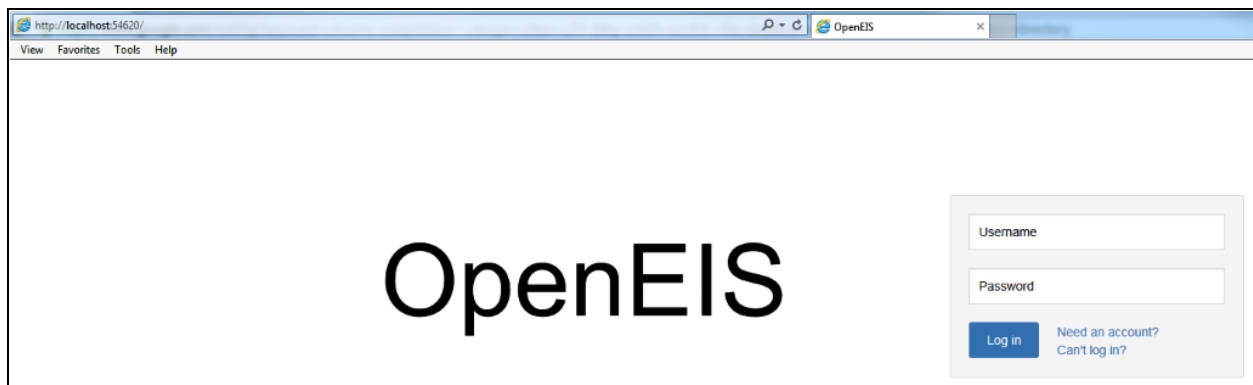 http://localhost:54620/
OpenEIS
View Favorites Tools Help
OpenEIS
Username
Password
Log in
Need an account?
Can't log in?